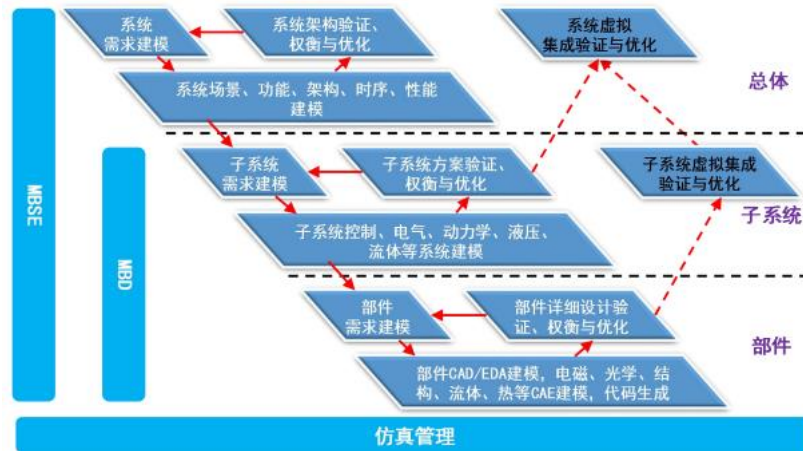 系统
需求建模
系统架构验证、
权衡与优化
系统虚拟
集成验证与优化
系统场景、功能、架构、时序、性能
建模
总体
子系统
需求建模
子系统方案验证、
权衡与优化
子系统虚拟集成
验证与优化
子系统控制、电气、动力学、液压、
流体等系统建模
子系统
部件
需求建模
部件详细设计验
证、权衡与优化
部件CAD/EDA建模，电磁、光学、结
构、流体、热等CAE建模，代码生成
部件
MBSE
MBD
仿真管理